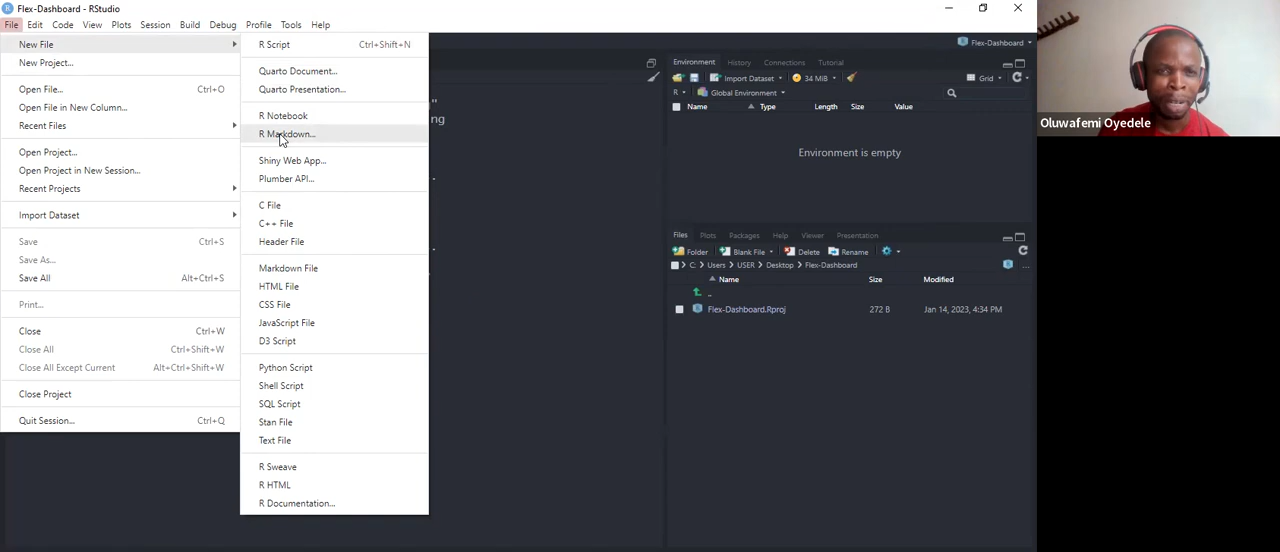 Flex-Dashboard - RStudio
File Edit Code View Plots Session Build Debug Profile Tools Help
New File
New Project...
Open File... Ctrl+O
Open File in New Column...
Recent Files
Open Project...
Open Project in New Session...
Recent Projects
Import Dataset
Save Ctrl+S
Save As...
Save All Alt+Ctrl+S
Print...
Close Ctrl+W
Close All Ctrl+Shift+W
Close All Except Current Alt+Ctrl+Shift+W
Close Project
Quit Session... Ctrl+Q
R Script Ctrl+Shift+N
Quarto Document...
Quarto Presentation...
R Notebook
R Markdown...
Shiny Web App...
Plumber API...
C File
C++ File
Header File
Markdown File
HTML File
CSS File
JavaScript File
D3 Script
Python Script
Shell Script
SQL Script
Stan File
Text File
R Sweave
R HTML
R Documentation...
"
ng
.
.
Flex-Dashboard
Environment History Connections Tutorial
Import Dataset 34 MiB Grid
R Global Environment
Name Type Length Size Value
Environment is empty
Files Plots Packages Help Viewer Presentation
Folder Blank File Delete Rename
C: Users USER Desktop Flex-Dashboard ...
Name Size Modified
..
Flex-Dashboard.Rproj 272 B Jan 14, 2023, 4:34 PM
Oluwafemi Oyedele